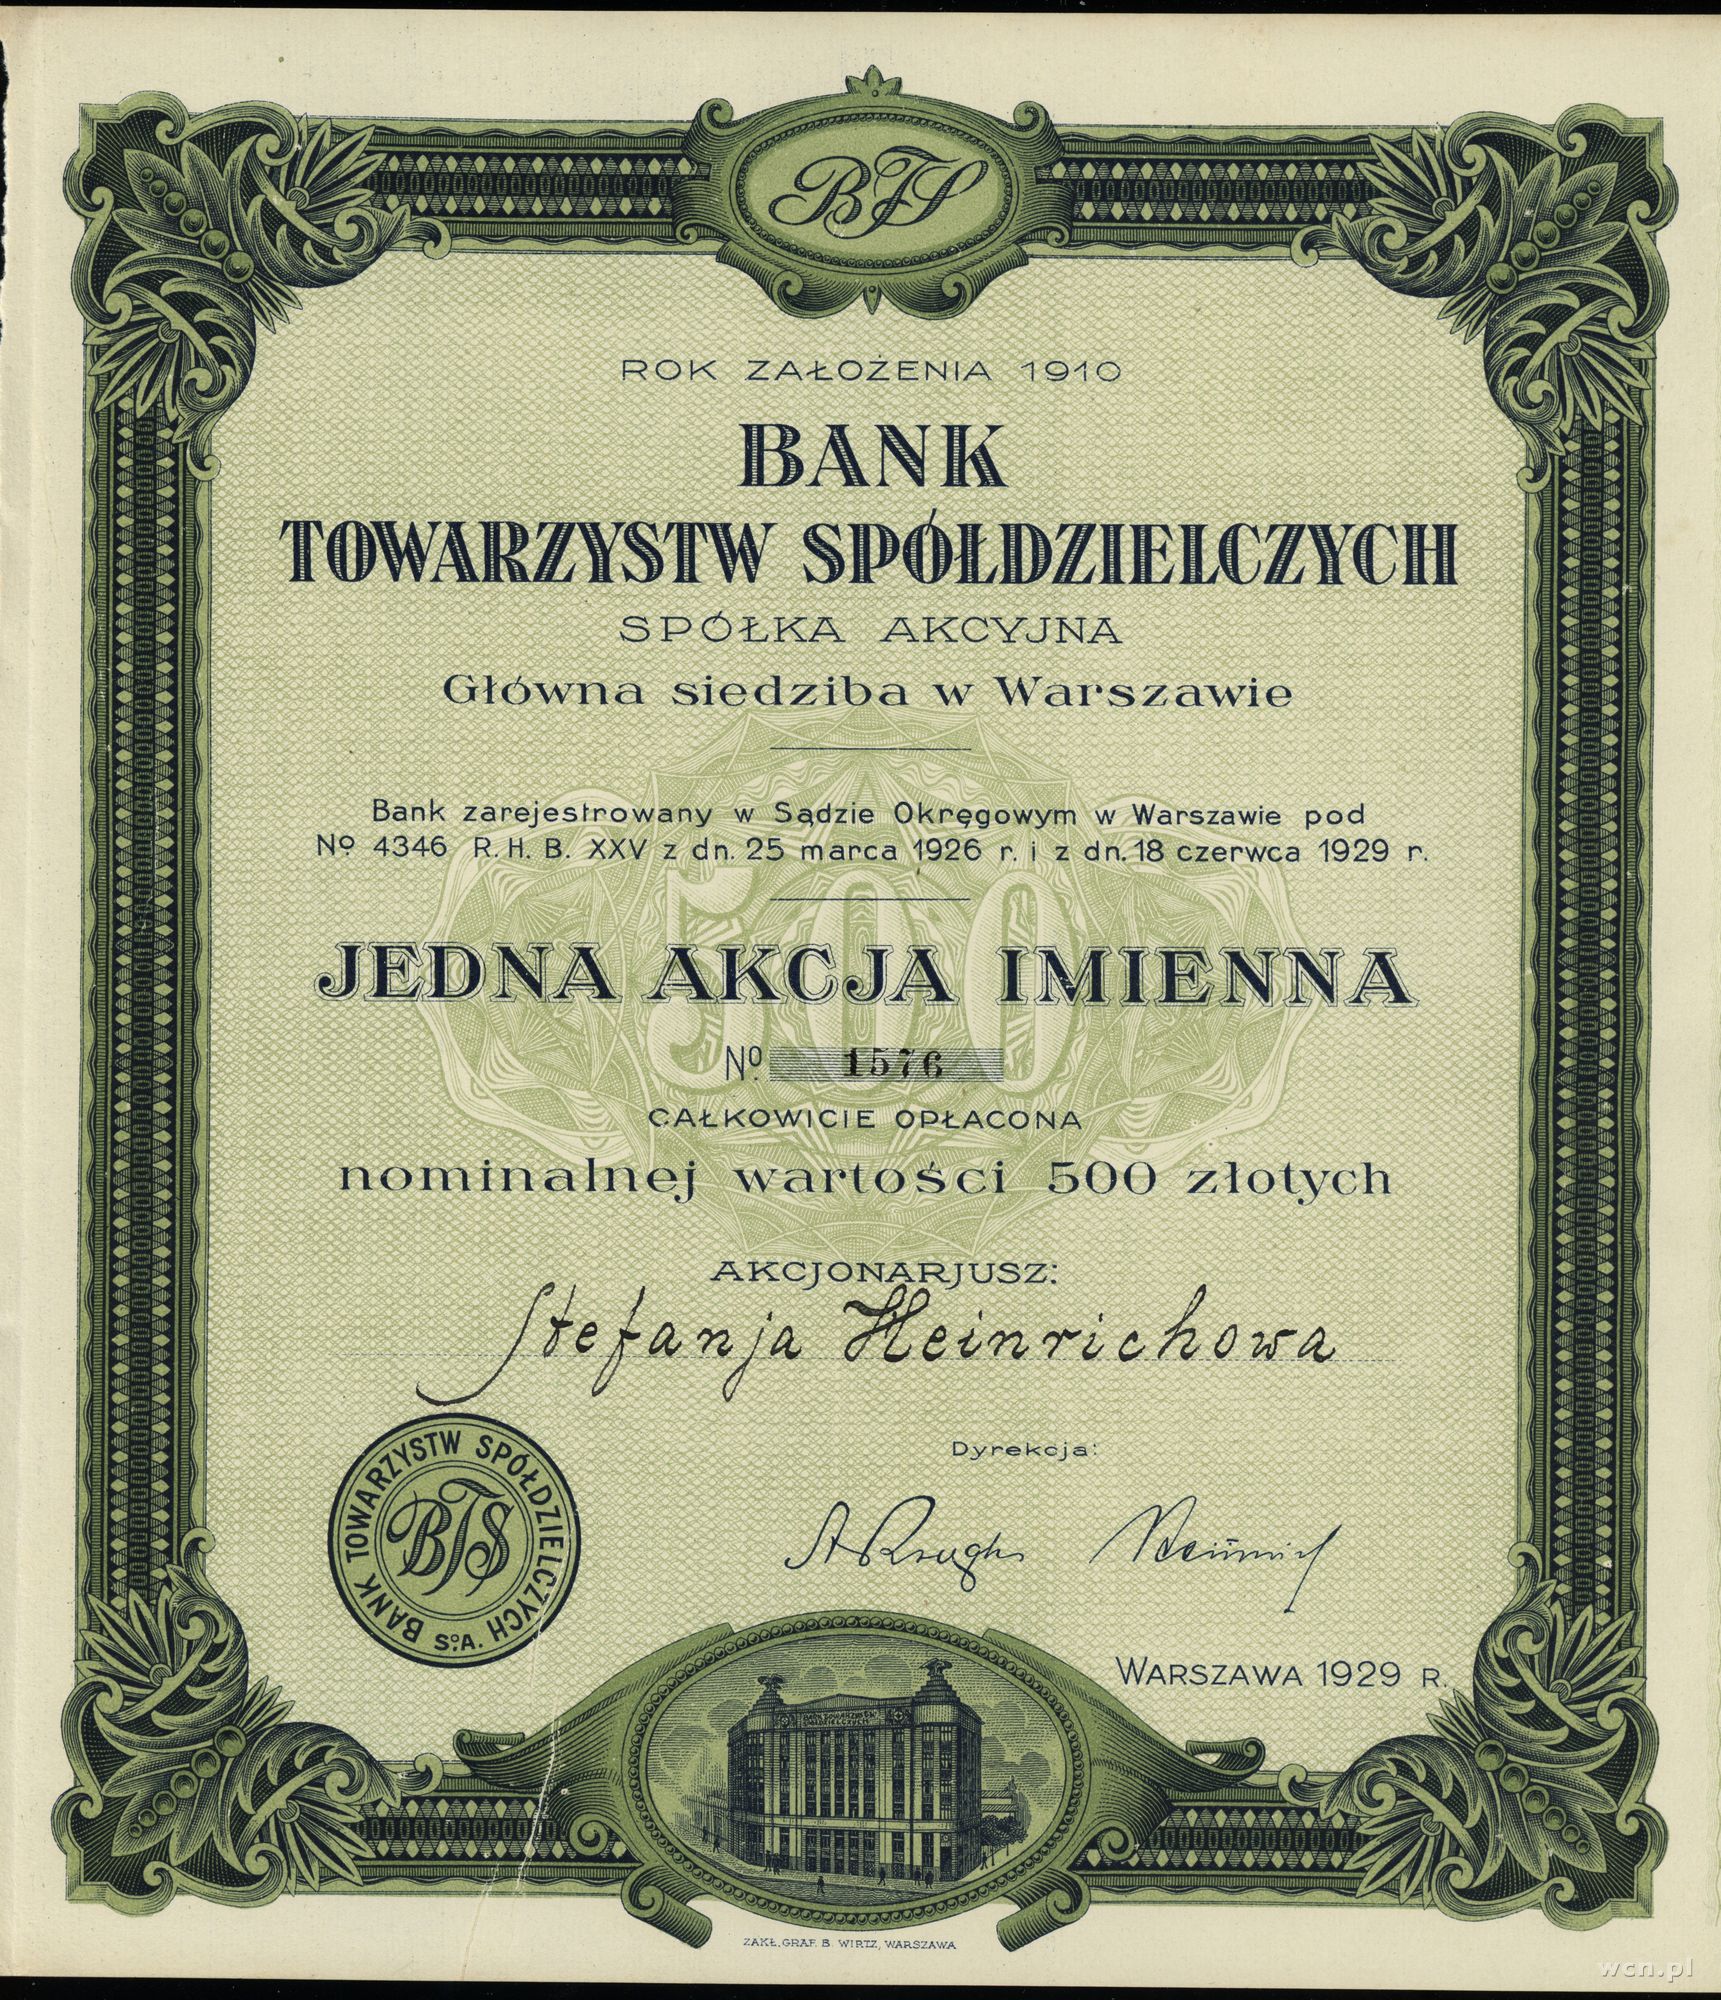 BTS
ROK ZAŁOŻENIA 1910
BANK
TOWARZYSTW SPÓŁDZIELCZYCH
SPÓŁKA AKCYJNA
Główna siedziba w Warszawie
Bank zarejestrowany w Sądzie Okręgowym w Warszawie pod
Nº 4346 R. H. B. XXV z dn. 25 marca 1926 r. i z dn. 18 czerwca 1929 r.
500
JEDNA AKCJA IMIENNA
Nº. 1576
CAŁKOWICIE OPŁACONA
nominalnej wartości 500 złotych
AKCJONARJUSZ:
Stefanja Heinrichowa
Dyrekcja:
BANK TOWARZYSTW SPÓŁDZIELCZYCH S.A.
BTS
WARSZAWA 1929 R.
BANK TOWARZYSTW
SPÓŁDZIELCZYCH
ZAKŁ. GRAF. B. WIRTZ, WARSZAWA
wcn.pl